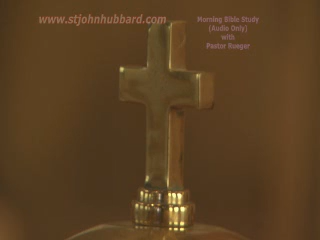 www.stjohnhubbard.com
Morning Bible Study
(Audio Only)
with
Pastor Rueger